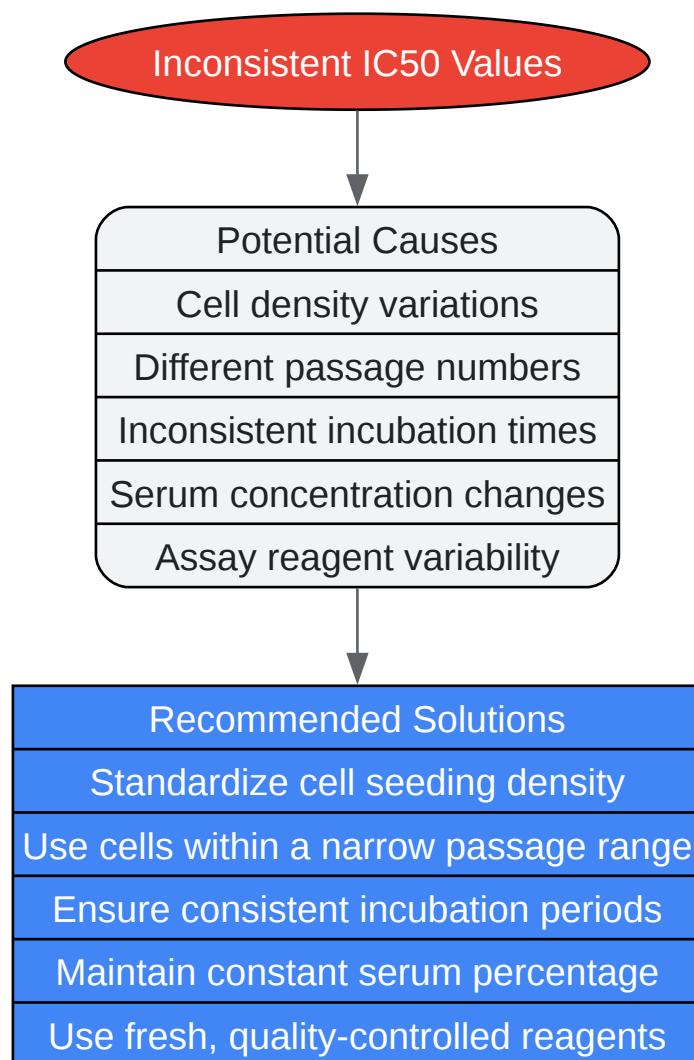 Inconsistent IC50 Values
Potential Causes
Cell density variations
Different passage numbers
Inconsistent incubation times
Serum concentration changes
Assay reagent variability
Recommended Solutions
Standardize cell seeding density
Use cells within a narrow passage range
Ensure consistent incubation periods
Maintain constant serum percentage
Use fresh, quality-controlled reagents